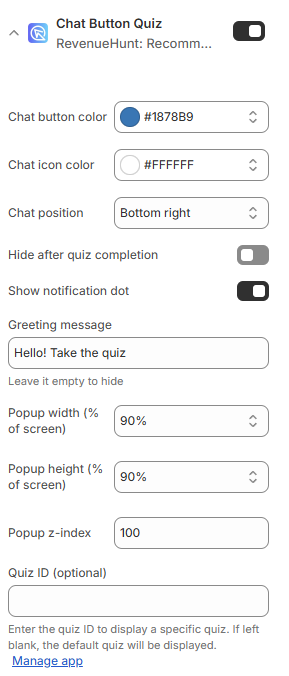 Chat Button Quiz
RevenueHunt: Recomm...
Chat button color #1878B9
Chat icon color #FFFFFF
Chat position Bottom right
Hide after quiz completion
Show notification dot
Greeting message
Hello! Take the quiz
Leave it empty to hide
Popup width (%
of screen)
90%
Popup height (%
of screen)
90%
Popup z-index 100
Quiz ID (optional)
Enter the quiz ID to display a specific quiz. If left
blank, the default quiz will be displayed.
Manage app